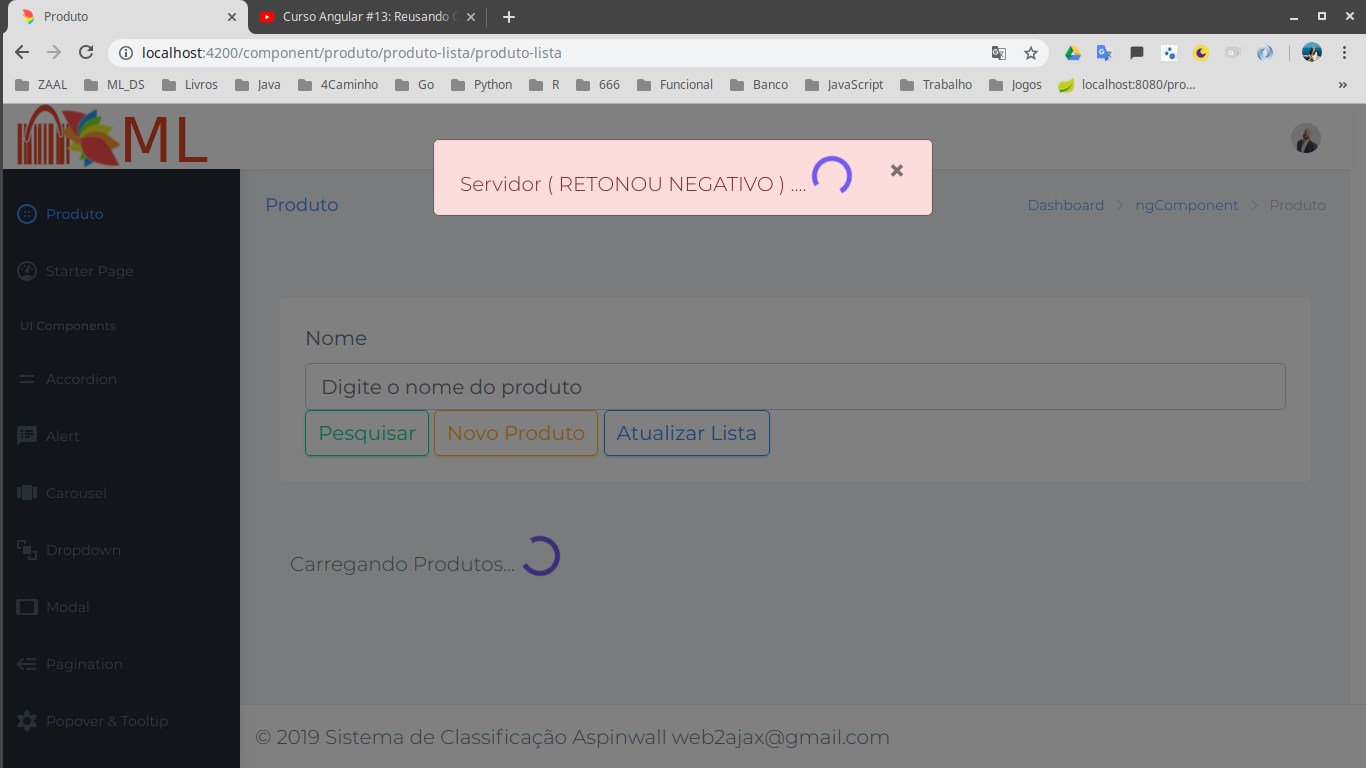 Produto
Curso Angular #13: Reusando
localhost:4200/component/produto/produto-lista/produto-lista
ZAAL ML_DS Livros Java 4Caminho Go Python R 666 Funcional Banco JavaScript Trabalho Jogos localhost:8080/pro... »
ML
Servidor ( RETONOU NEGATIVO ) ....
Produto
Starter Page
UI Components
Accordion
Alert
Carousel
Dropdown
Modal
Pagination
Popover & Tooltip
Produto
Dashboard > ngComponent > Produto
Nome
Digite o nome do produto
Pesquisar Novo Produto Atualizar Lista
Carregando Produtos...
© 2019 Sistema de Classificação Aspinwall web2ajax@gmail.com